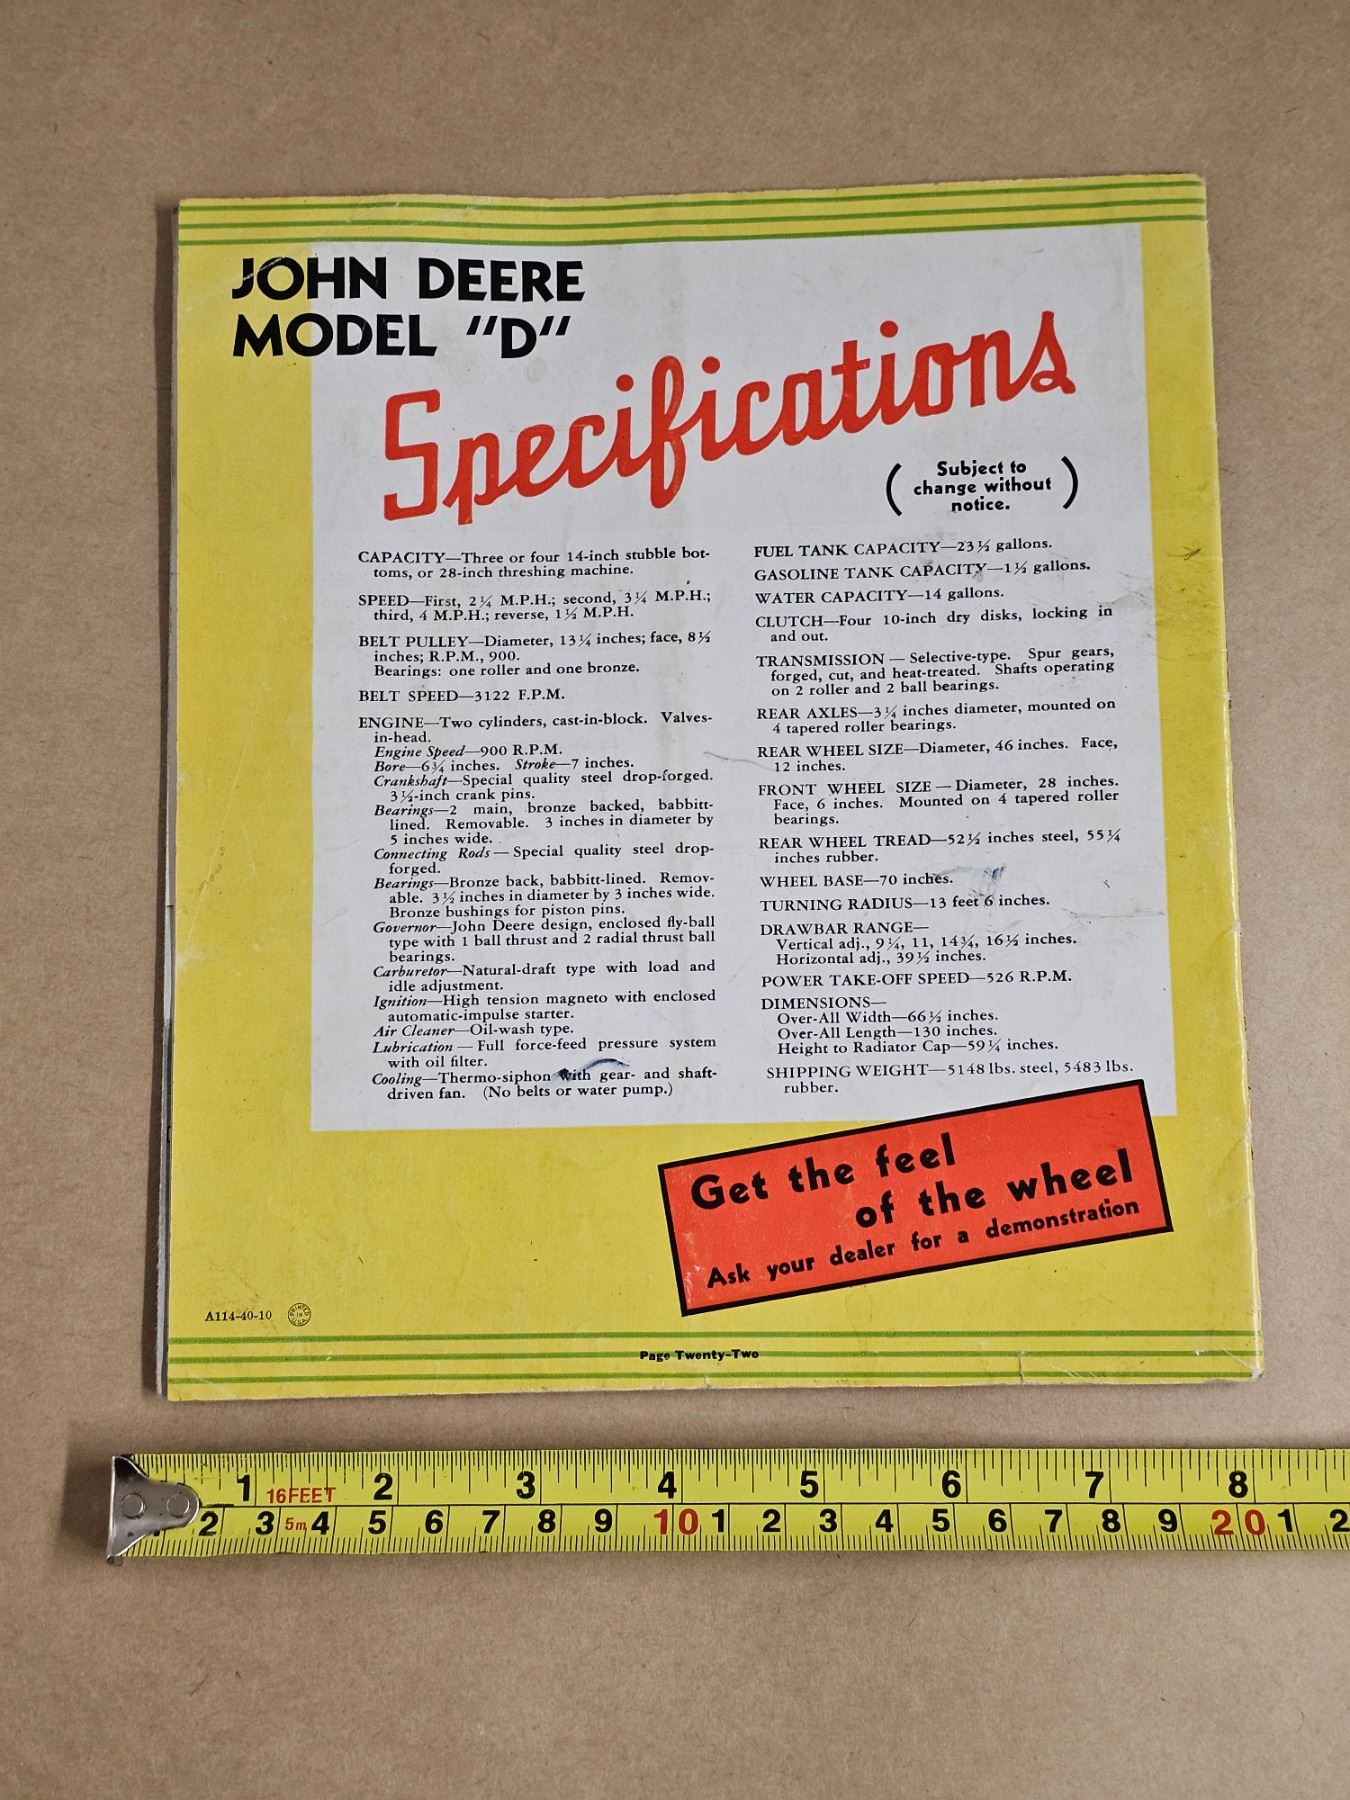 JOHN DEERE
MODEL "D"
Specifications
(Subject to
change without
notice.)
CAPACITY—Three or four 14-inch stubble bot-
toms, or 28-inch threshing machine.
SPEED—First, 2¼ M.P.H.; second, 3¼ M.P.H.;
third, 4 M.P.H.; reverse, 1½ M.P.H.
BELT PULLEY—Diameter, 13¼ inches; face, 8½
inches; R.P.M., 900.
Bearings: one roller and one bronze.
BELT SPEED—3122 F.P.M.
ENGINE—Two cylinders, cast-in-block. Valves-
in-head.
Engine Speed—900 R.P.M.
Bore—6¾ inches. Stroke—7 inches.
Crankshaft—Special quality steel drop-forged.
3½-inch crank pins.
Bearings—2 main, bronze backed, babbitt-
lined. Removable. 3 inches in diameter by
5 inches wide.
Connecting Rods — Special quality steel drop-
forged.
Bearings—Bronze back, babbitt-lined. Remov-
able. 3½ inches in diameter by 3 inches wide.
Bronze bushings for piston pins.
Governor—John Deere design, enclosed fly-ball
type with 1 ball thrust and 2 radial thrust ball
bearings.
Carburetor—Natural-draft type with load and
idle adjustment.
Ignition—High tension magneto with enclosed
automatic-impulse starter.
Air Cleaner—Oil-wash type.
Lubrication — Full force-feed pressure system
with oil filter.
Cooling—Thermo-siphon with gear- and shaft-
driven fan. (No belts or water pump.)
FUEL TANK CAPACITY—23½ gallons.
GASOLINE TANK CAPACITY—1½ gallons.
WATER CAPACITY—14 gallons.
CLUTCH—Four 10-inch dry disks, locking in
and out.
TRANSMISSION — Selective-type. Spur gears,
forged, cut, and heat-treated. Shafts operating
on 2 roller and 2 ball bearings.
REAR AXLES—3¼ inches diameter, mounted on
4 tapered roller bearings.
REAR WHEEL SIZE—Diameter, 46 inches. Face,
12 inches.
FRONT WHEEL SIZE — Diameter, 28 inches.
Face, 6 inches. Mounted on 4 tapered roller
bearings.
REAR WHEEL TREAD—52½ inches steel, 55¼
inches rubber.
WHEEL BASE—70 inches.
TURNING RADIUS—13 feet 6 inches.
DRAWBAR RANGE—
Vertical adj., 9¼, 11, 14¾, 16½ inches.
Horizontal adj., 39½ inches.
POWER TAKE-OFF SPEED—526 R.P.M.
DIMENSIONS—
Over-All Width—66½ inches.
Over-All Length—130 inches.
Height to Radiator Cap—59¼ inches.
SHIPPING WEIGHT—5148 lbs. steel, 5483 lbs.
rubber.
Get the feel
of the wheel
Ask your dealer for a demonstration
A114-40-10
PRINTED
IN
U.S.A.
Page Twenty-Two
1 16FEET 2 3 4 5 6 7 8
2 3 5m 4 5 6 7 8 9 10 1 2 3 4 5 6 7 8 9 20 1 2